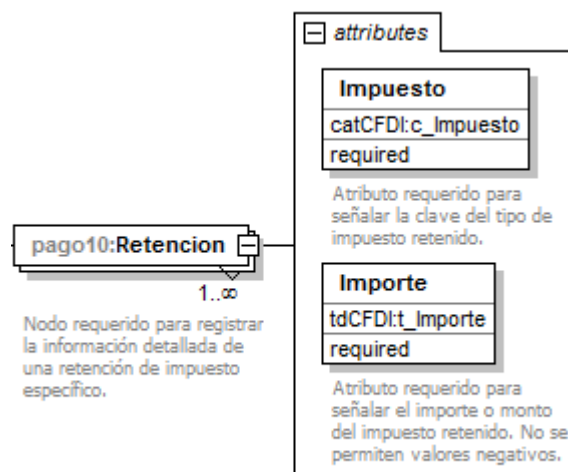 attributes
Impuesto
catCFDI:c_Impuesto
required
Atributo requerido para
señalar la clave del tipo de
impuesto retenido.
pago10:Retencion
1..∞
Nodo requerido para registrar
la información detallada de
una retención de impuesto
específico.
Importe
tdCFDI:t_Importe
required
Atributo requerido para
señalar el importe o monto
del impuesto retenido. No se
permiten valores negativos.